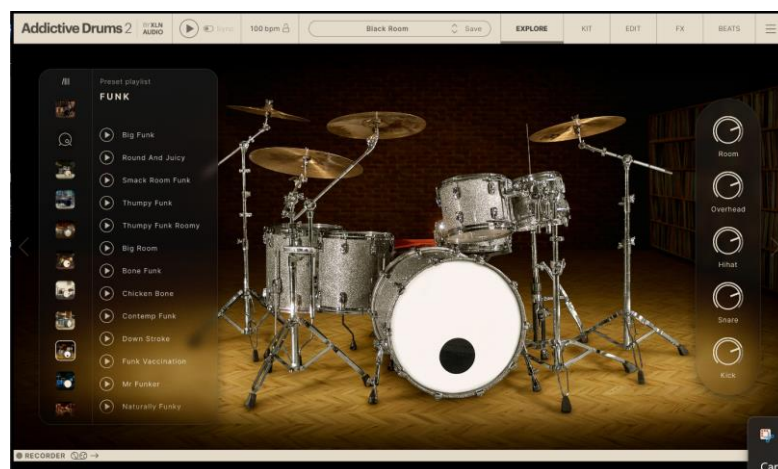 Addictive Drums 2 BY XLN AUDIO Sync 100 bpm Black Room Save EXPLORE KIT EDIT FX BEATS
All
Preset playlist
FUNK
Big Funk
Round And Juicy
Smack Room Funk
Thumpy Funk
Thumpy Funk Roomy
Big Room
Bone Funk
Chicken Bone
Contemp Funk
Down Stroke
Funk Vaccination
Mr Funker
Naturally Funky
Room
Overhead
Hihat
Snare
Kick
RECORDER